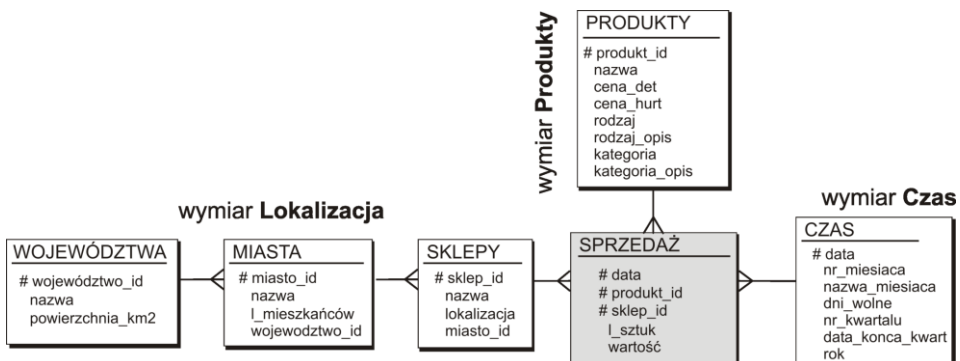 wymiar Produkty
PRODUKTY
# produkt_id
nazwa
cena_det
cena_hurt
rodzaj
rodzaj_opis
kategoria
kategoria_opis
wymiar Lokalizacja
WOJEWÓDZTWA
# województwo_id
nazwa
powierzchnia_km2
MIASTA
# miasto_id
nazwa
l_mieszkańców
wojewodztwo_id
SKLEPY
# sklep_id
nazwa
lokalizacja
miasto_id
SPRZEDAŻ
# data
# produkt_id
# sklep_id
l_sztuk
wartość
wymiar Czas
CZAS
# data
nr_miesiaca
nazwa_miesiaca
dni_wolne
nr_kwartalu
data_konca_kwart
rok